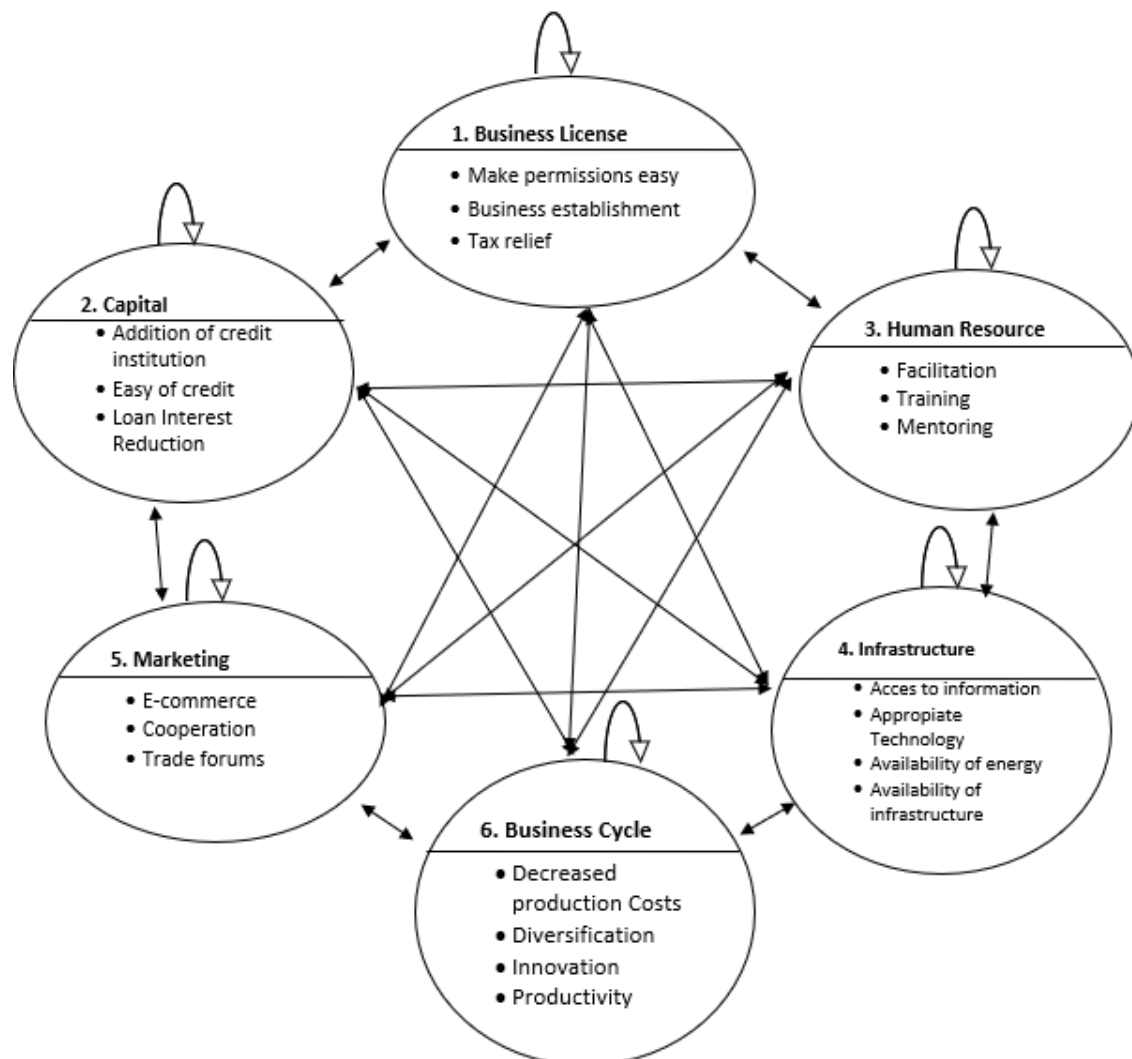 1. Business License
• Make permissions easy
• Business establishment
• Tax relief
2. Capital
• Addition of credit
institution
• Easy of credit
• Loan Interest
Reduction
3. Human Resource
• Facilitation
• Training
• Mentoring
5. Marketing
• E-commerce
• Cooperation
• Trade forums
4. Infrastructure
• Acces to information
• Appropiate
Technology
• Availability of energy
• Availability of
infrastructure
6. Business Cycle
• Decreased
production Costs
• Diversification
• Innovation
• Productivity